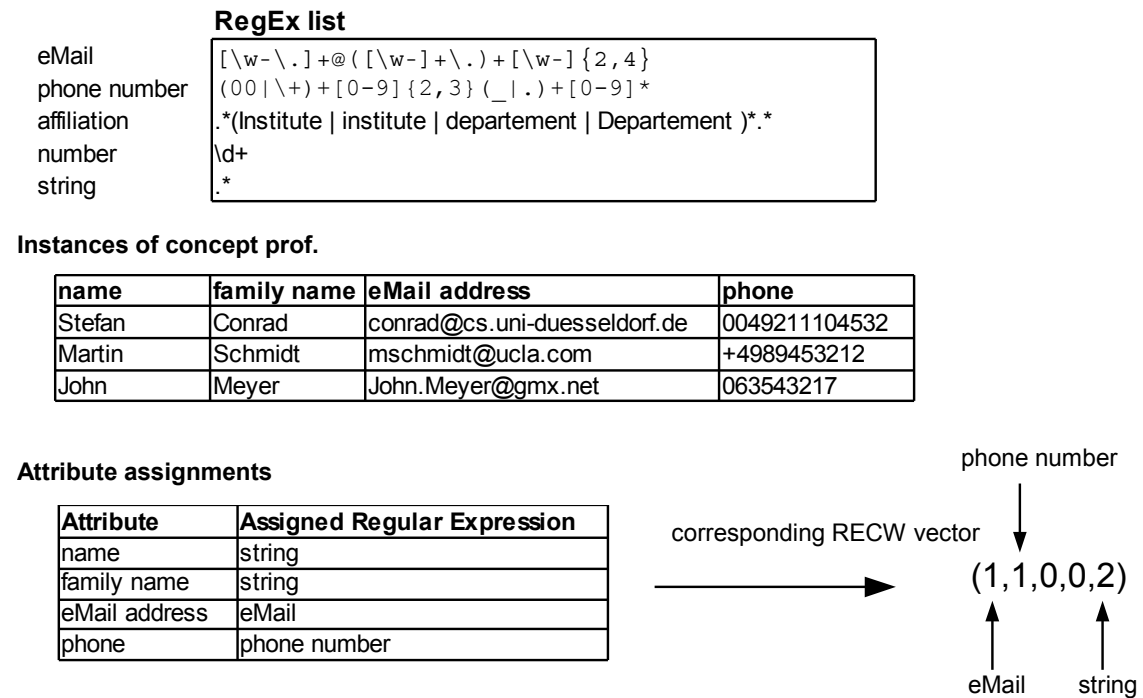 RegEx list
eMail [\w-\.]+@([\w-]+\.)+[\w-]{2,4}
phone number (00|\+)+[0-9]{2,3}(_|.)+[0-9]*
affiliation .*(Institute | institute | departement | Departement )*.*
number \d+
string .*
Instances of concept prof.
name family name eMail address phone
Stefan Conrad conrad@cs.uni-duesseldorf.de 0049211104532
Martin Schmidt mschmidt@ucla.com +4989453212
John Meyer John.Meyer@gmx.net 063543217
Attribute assignments
Attribute Assigned Regular Expression
name string
family name string
eMail address eMail
phone phone number
corresponding RECW vector
phone number
(1,1,0,0,2)
eMail string